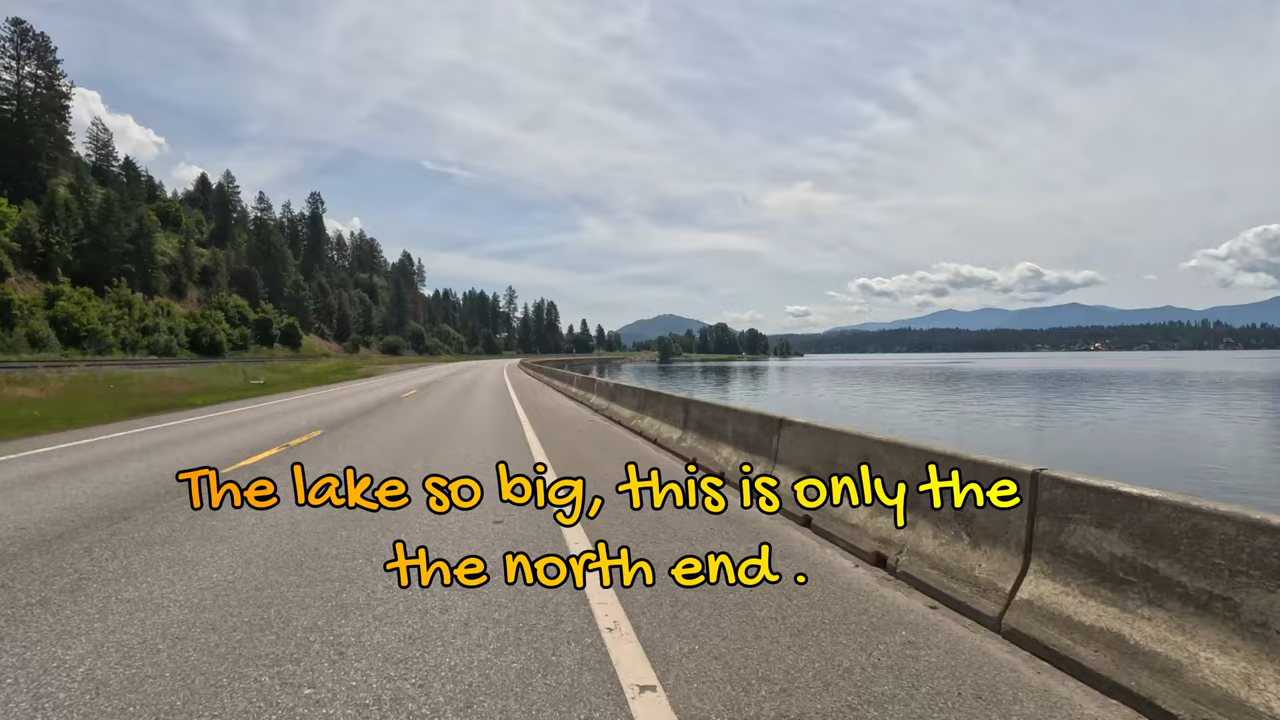 The lake so big, this is only the
the north end .